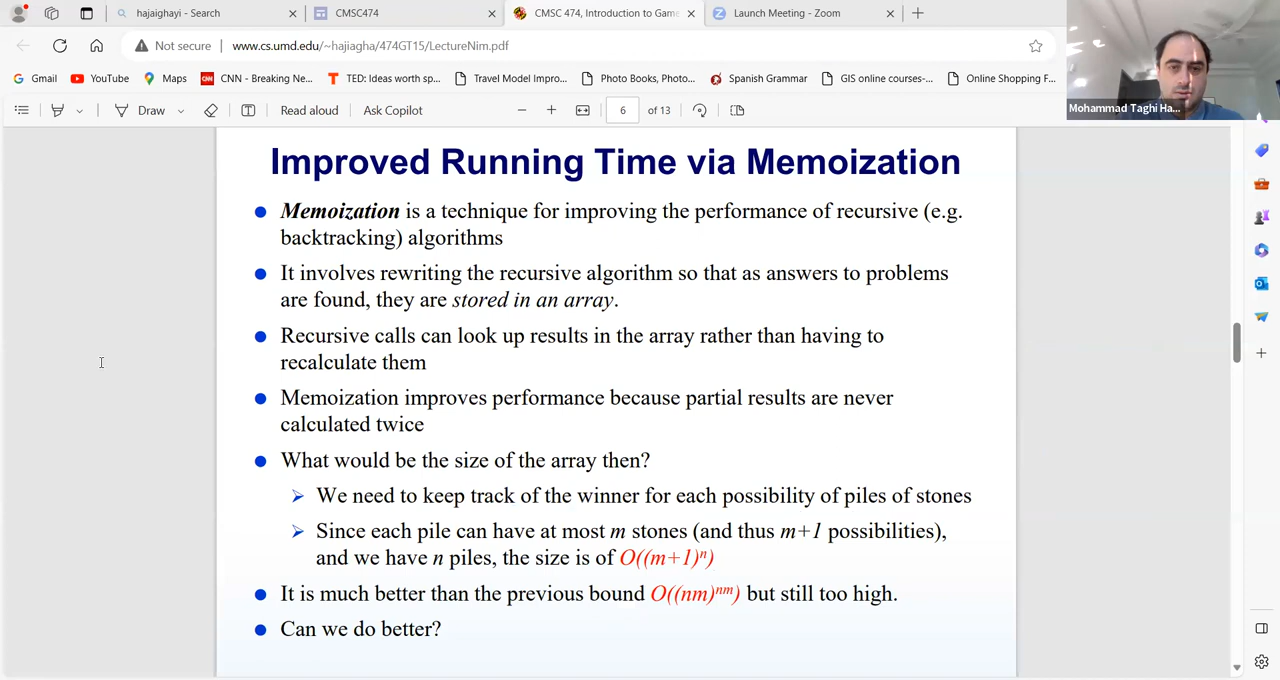 hajaighayi - Search
CMSC474
CMSC 474, Introduction to Game
Launch Meeting - Zoom
Not secure
www.cs.umd.edu/~hajiagha/474GT15/LectureNim.pdf
Gmail
YouTube
Maps
CNN - Breaking Ne...
TED: Ideas worth sp...
Travel Model Impro...
Photo Books, Photo...
Spanish Grammar
GIS online courses-...
Online Shopping F...
Mohammad Taghi Ha...
Draw
Read aloud
Ask Copilot
6
of 13
Improved Running Time via Memoization
Memoization is a technique for improving the performance of recursive (e.g.
backtracking) algorithms
It involves rewriting the recursive algorithm so that as answers to problems
are found, they are stored in an array.
Recursive calls can look up results in the array rather than having to
recalculate them
Memoization improves performance because partial results are never
calculated twice
What would be the size of the array then?
We need to keep track of the winner for each possibility of piles of stones
Since each pile can have at most m stones (and thus m+1 possibilities),
and we have n piles, the size is of O((m+1)ⁿ)
It is much better than the previous bound O((nm)ⁿᵐ) but still too high.
Can we do better?